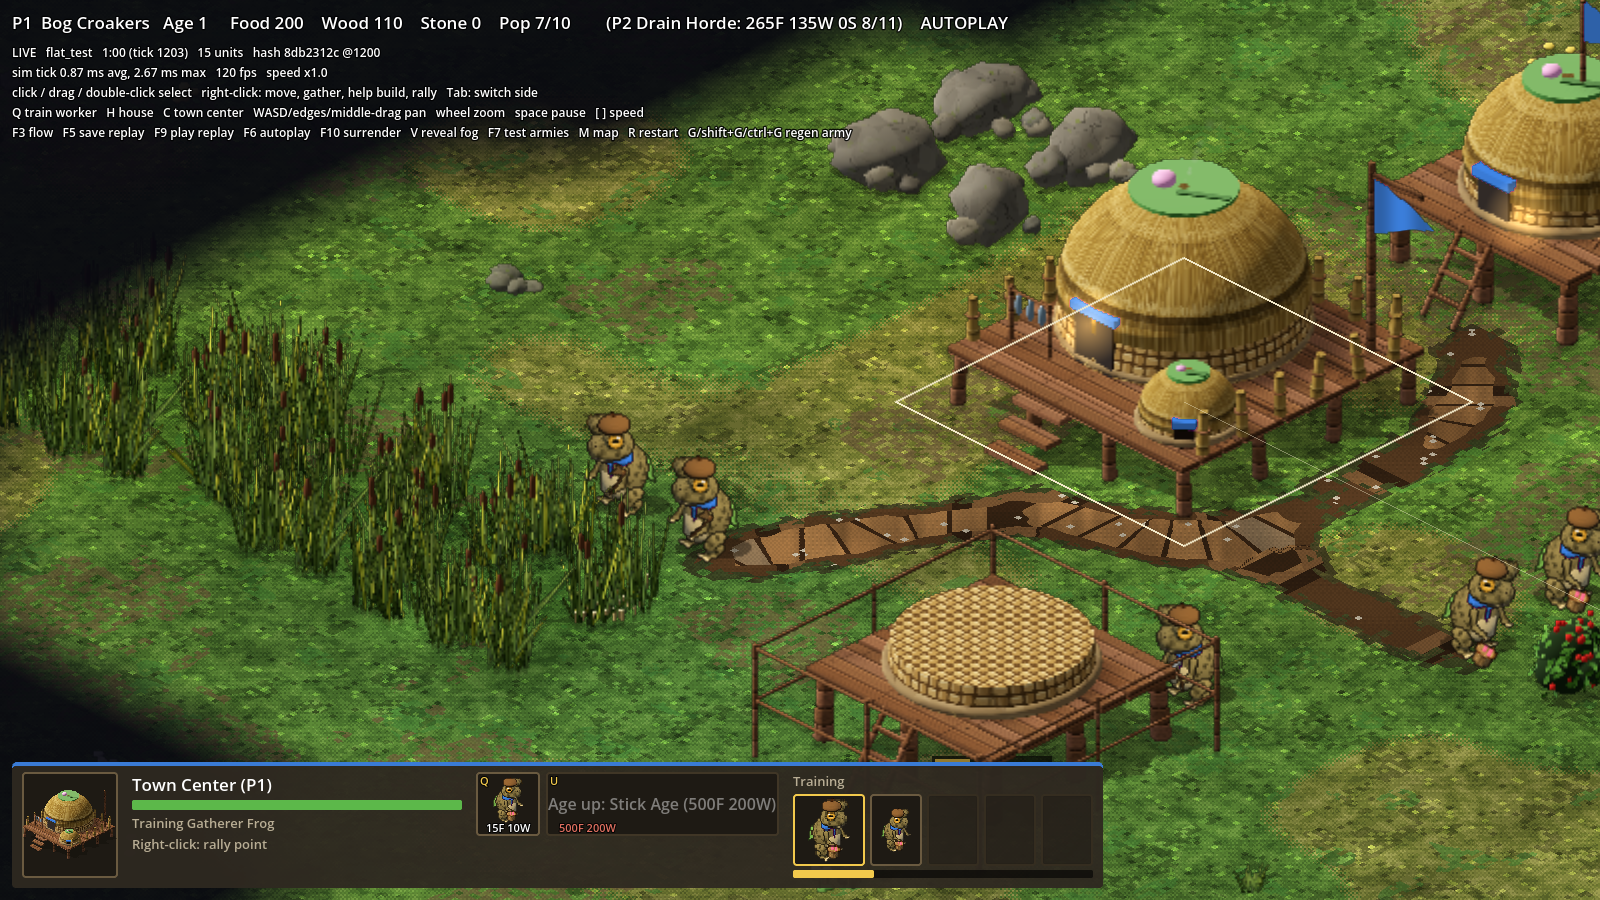 P1 Bog Croakers Age 1 Food 200 Wood 110 Stone 0 Pop 7/10 (P2 Drain Horde: 265F 135W 0S 8/11) AUTOPLAY
LIVE flat_test 1:00 (tick 1203) 15 units hash 8db2312c @1200
sim tick 0.87 ms avg, 2.67 ms max 120 fps speed x1.0
click / drag / double-click select right-click: move, gather, help build, rally Tab: switch side
Q train worker H house C town center WASD/edges/middle-drag pan wheel zoom space pause [ ] speed
F3 flow F5 save replay F9 play replay F6 autoplay F10 surrender V reveal fog F7 test armies M map R restart G/shift+G/ctrl+G regen army
Town Center (P1)
Training Gatherer Frog
Right-click: rally point
Q
15F 10W
U
Age up: Stick Age (500F 200W)
500F 200W
Training